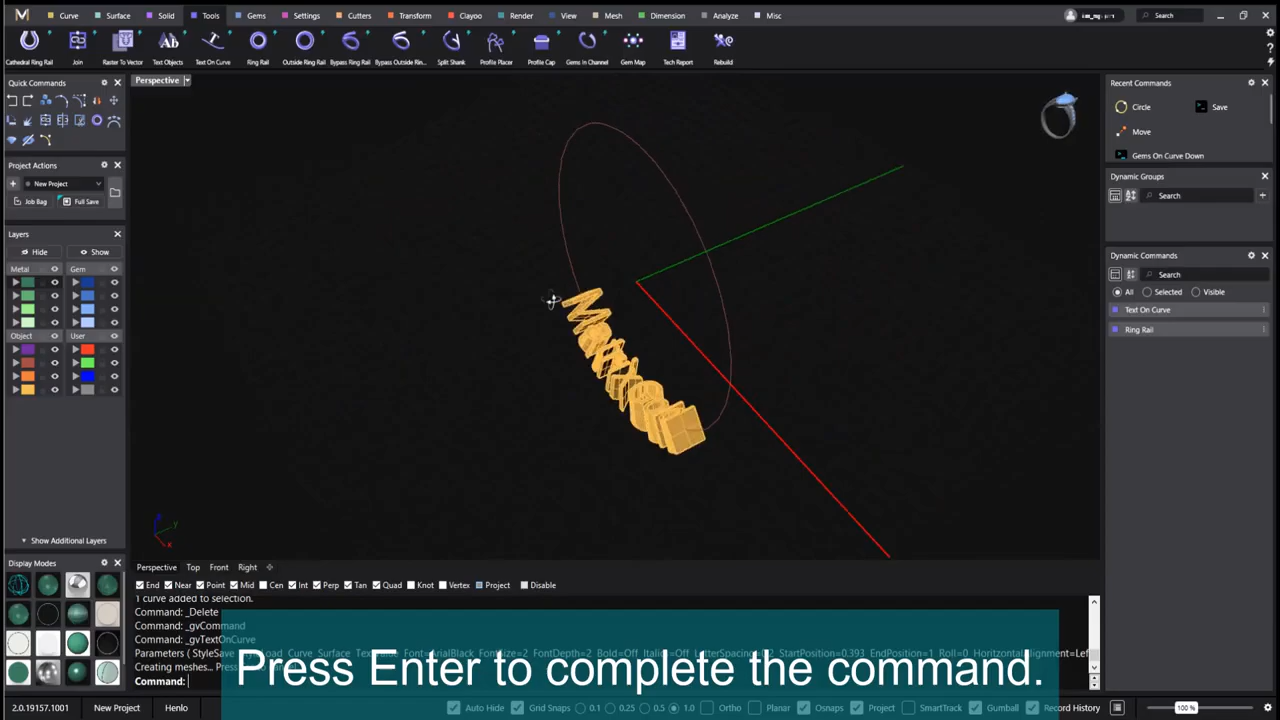 Curve Surface Solid Tools Gems Settings Cutters Transform Clayoo Render View Mesh Dimension Analyze Misc Search
Cathedral Ring Rail Join Raster To Vector Text Objects Text On Curve Ring Rail Outside Ring Rail Bypass Ring Rail Bypass Outside Rin... Split Shank Profile Placer Profile Cap Gems In Channel Gem Map Tech Report Rebuild
Quick Commands
Perspective
Recent Commands
Circle Save
Move
Gems On Curve Down
Project Actions
New Project
Job Bag Full Save
Dynamic Groups
Search
Layers
Hide Show
Metal Gem
Object User
Dynamic Commands
Search
All Selected Visible
Text On Curve
Ring Rail
Show Additional Layers
Display Modes
y
x
Perspective Top Front Right
End Near Point Mid Cen Int Perp Tan Quad Knot Vertex Project Disable
1 curve added to selection.
Command: _Delete
Command: _gvCommand
Command: _gvTextOnCurve
Creating meshes... Press
Command:
Press Enter to complete the command.
2.0.19157.1001 New Project Henlo Auto Hide Grid Snaps 0.1 0.25 0.5 1.0 Ortho Planar Osnaps Project SmartTrack Gumball Record History 100 %